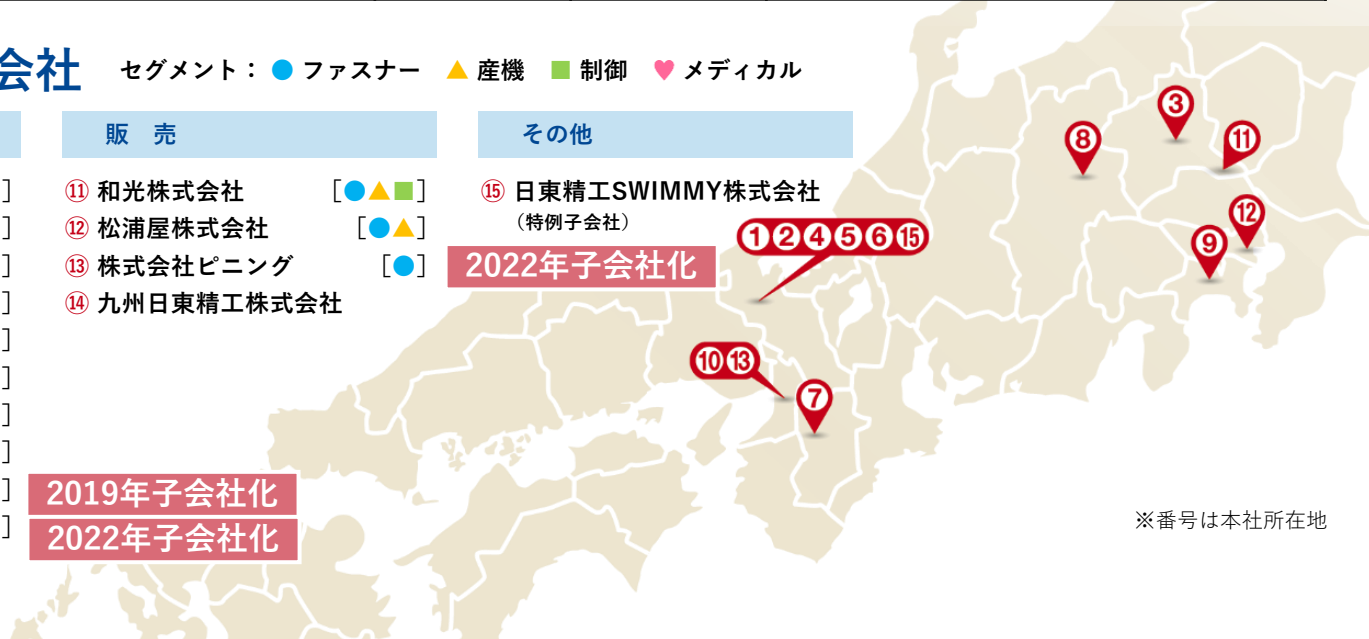 会社 セグメント： ● ファスナー ▲ 産機 ■ 制御 ♥ メディカル
販 売
その他
］
］
］
］
］
］
］
］
］
］
⑪ 和光株式会社 ［●▲■］
⑫ 松浦屋株式会社 ［●▲］
⑬ 株式会社ピニング ［●］
⑭ 九州日東精工株式会社
⑮ 日東精工SWIMMY株式会社
（特例子会社）
2022年子会社化
2019年子会社化
2022年子会社化
③
⑧
⑪
⑫
⑨
①②④⑤⑥⑮
⑩⑬
⑦
※番号は本社所在地